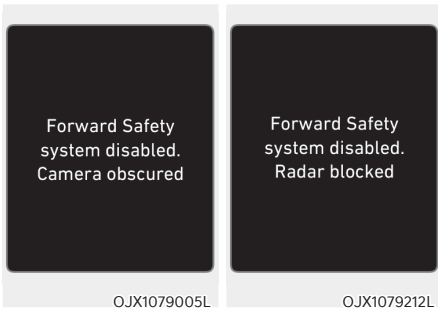 Forward Safety
system disabled.
Camera obscured
OJX1079005L
Forward Safety
system disabled.
Radar blocked
OJX1079212L